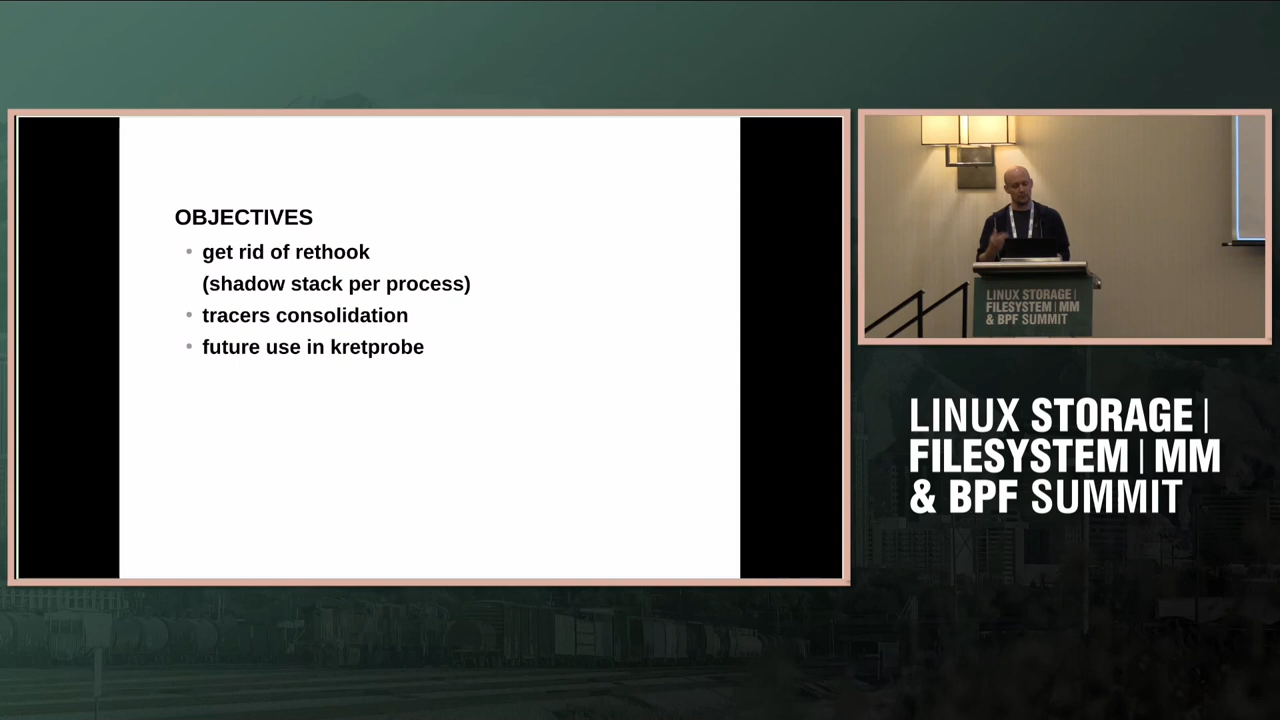 OBJECTIVES
• get rid of rethook
(shadow stack per process)
• tracers consolidation
• future use in kretprobe
LINUX STORAGE |
FILESYSTEM | MM
& BPF SUMMIT
LINUX STORAGE |
FILESYSTEM | MM
& BPF SUMMIT